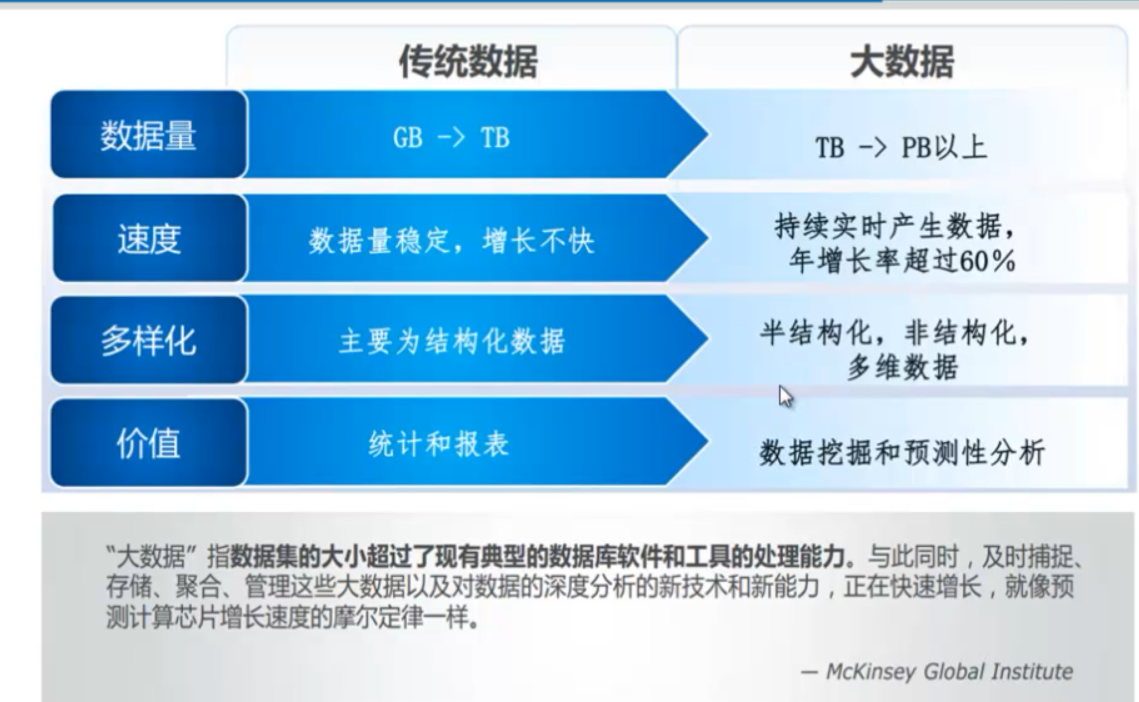 传统数据 大数据
数据量 GB -> TB TB -> PB以上
速度 数据量稳定，增长不快 持续实时产生数据，
年增长率超过60%
多样化 主要为结构化数据 半结构化，非结构化，
多维数据
价值 统计和报表 数据挖掘和预测性分析
“大数据”指数据集的大小超过了现有典型的数据库软件和工具的处理能力。与此同时，及时捕捉、
存储、聚合、管理这些大数据以及对数据的深度分析的新技术和新能力，正在快速增长，就像预
测计算芯片增长速度的摩尔定律一样。
— McKinsey Global Institute